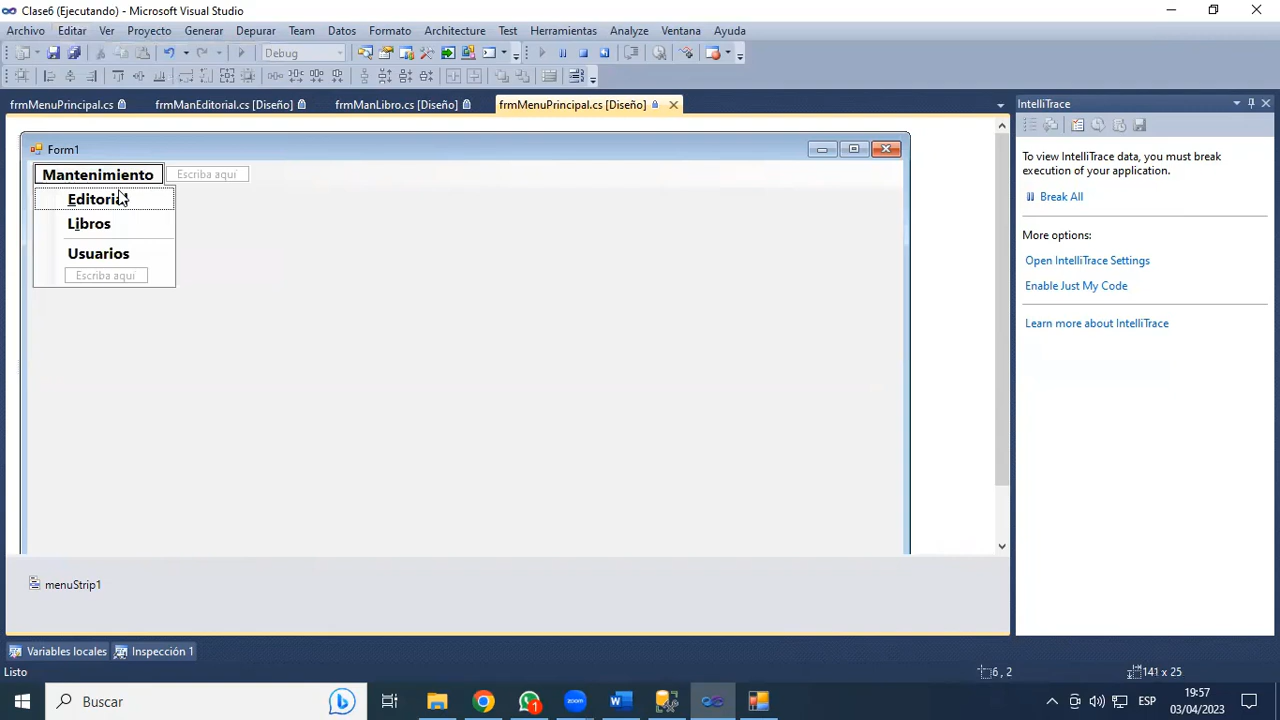 Clase6 (Ejecutando) - Microsoft Visual Studio
Archivo Editar Ver Proyecto Generar Depurar Team Datos Formato Architecture Test Herramientas Analyze Ventana Ayuda
Debug
frmMenuPrincipal.cs frmManEditorial.cs [Diseño] frmManLibro.cs [Diseño] frmMenuPrincipal.cs [Diseño]
IntelliTrace
Form1
Mantenimiento Escriba aquí
Editorial
Libros
Usuarios
Escriba aquí
To view IntelliTrace data, you must break
execution of your application.
Break All
More options:
Open IntelliTrace Settings
Enable Just My Code
Learn more about IntelliTrace
menuStrip1
Variables locales Inspección 1
Listo
6 , 2
141 x 25
Buscar
1
zoom
ESP
19:57
03/04/2023